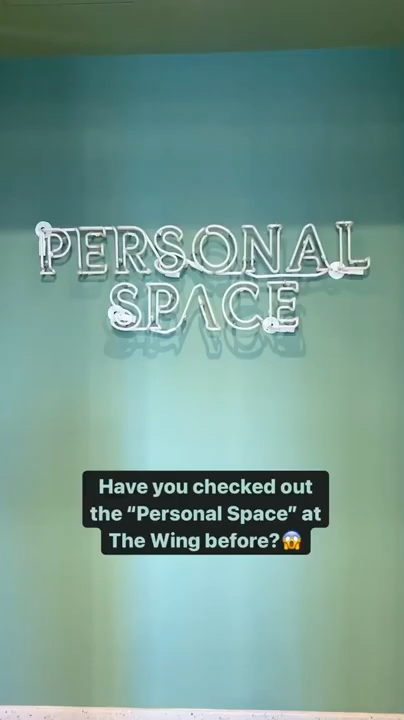 PERSONAL
SPACE
Have you checked out
the “Personal Space” at
The Wing before?😱